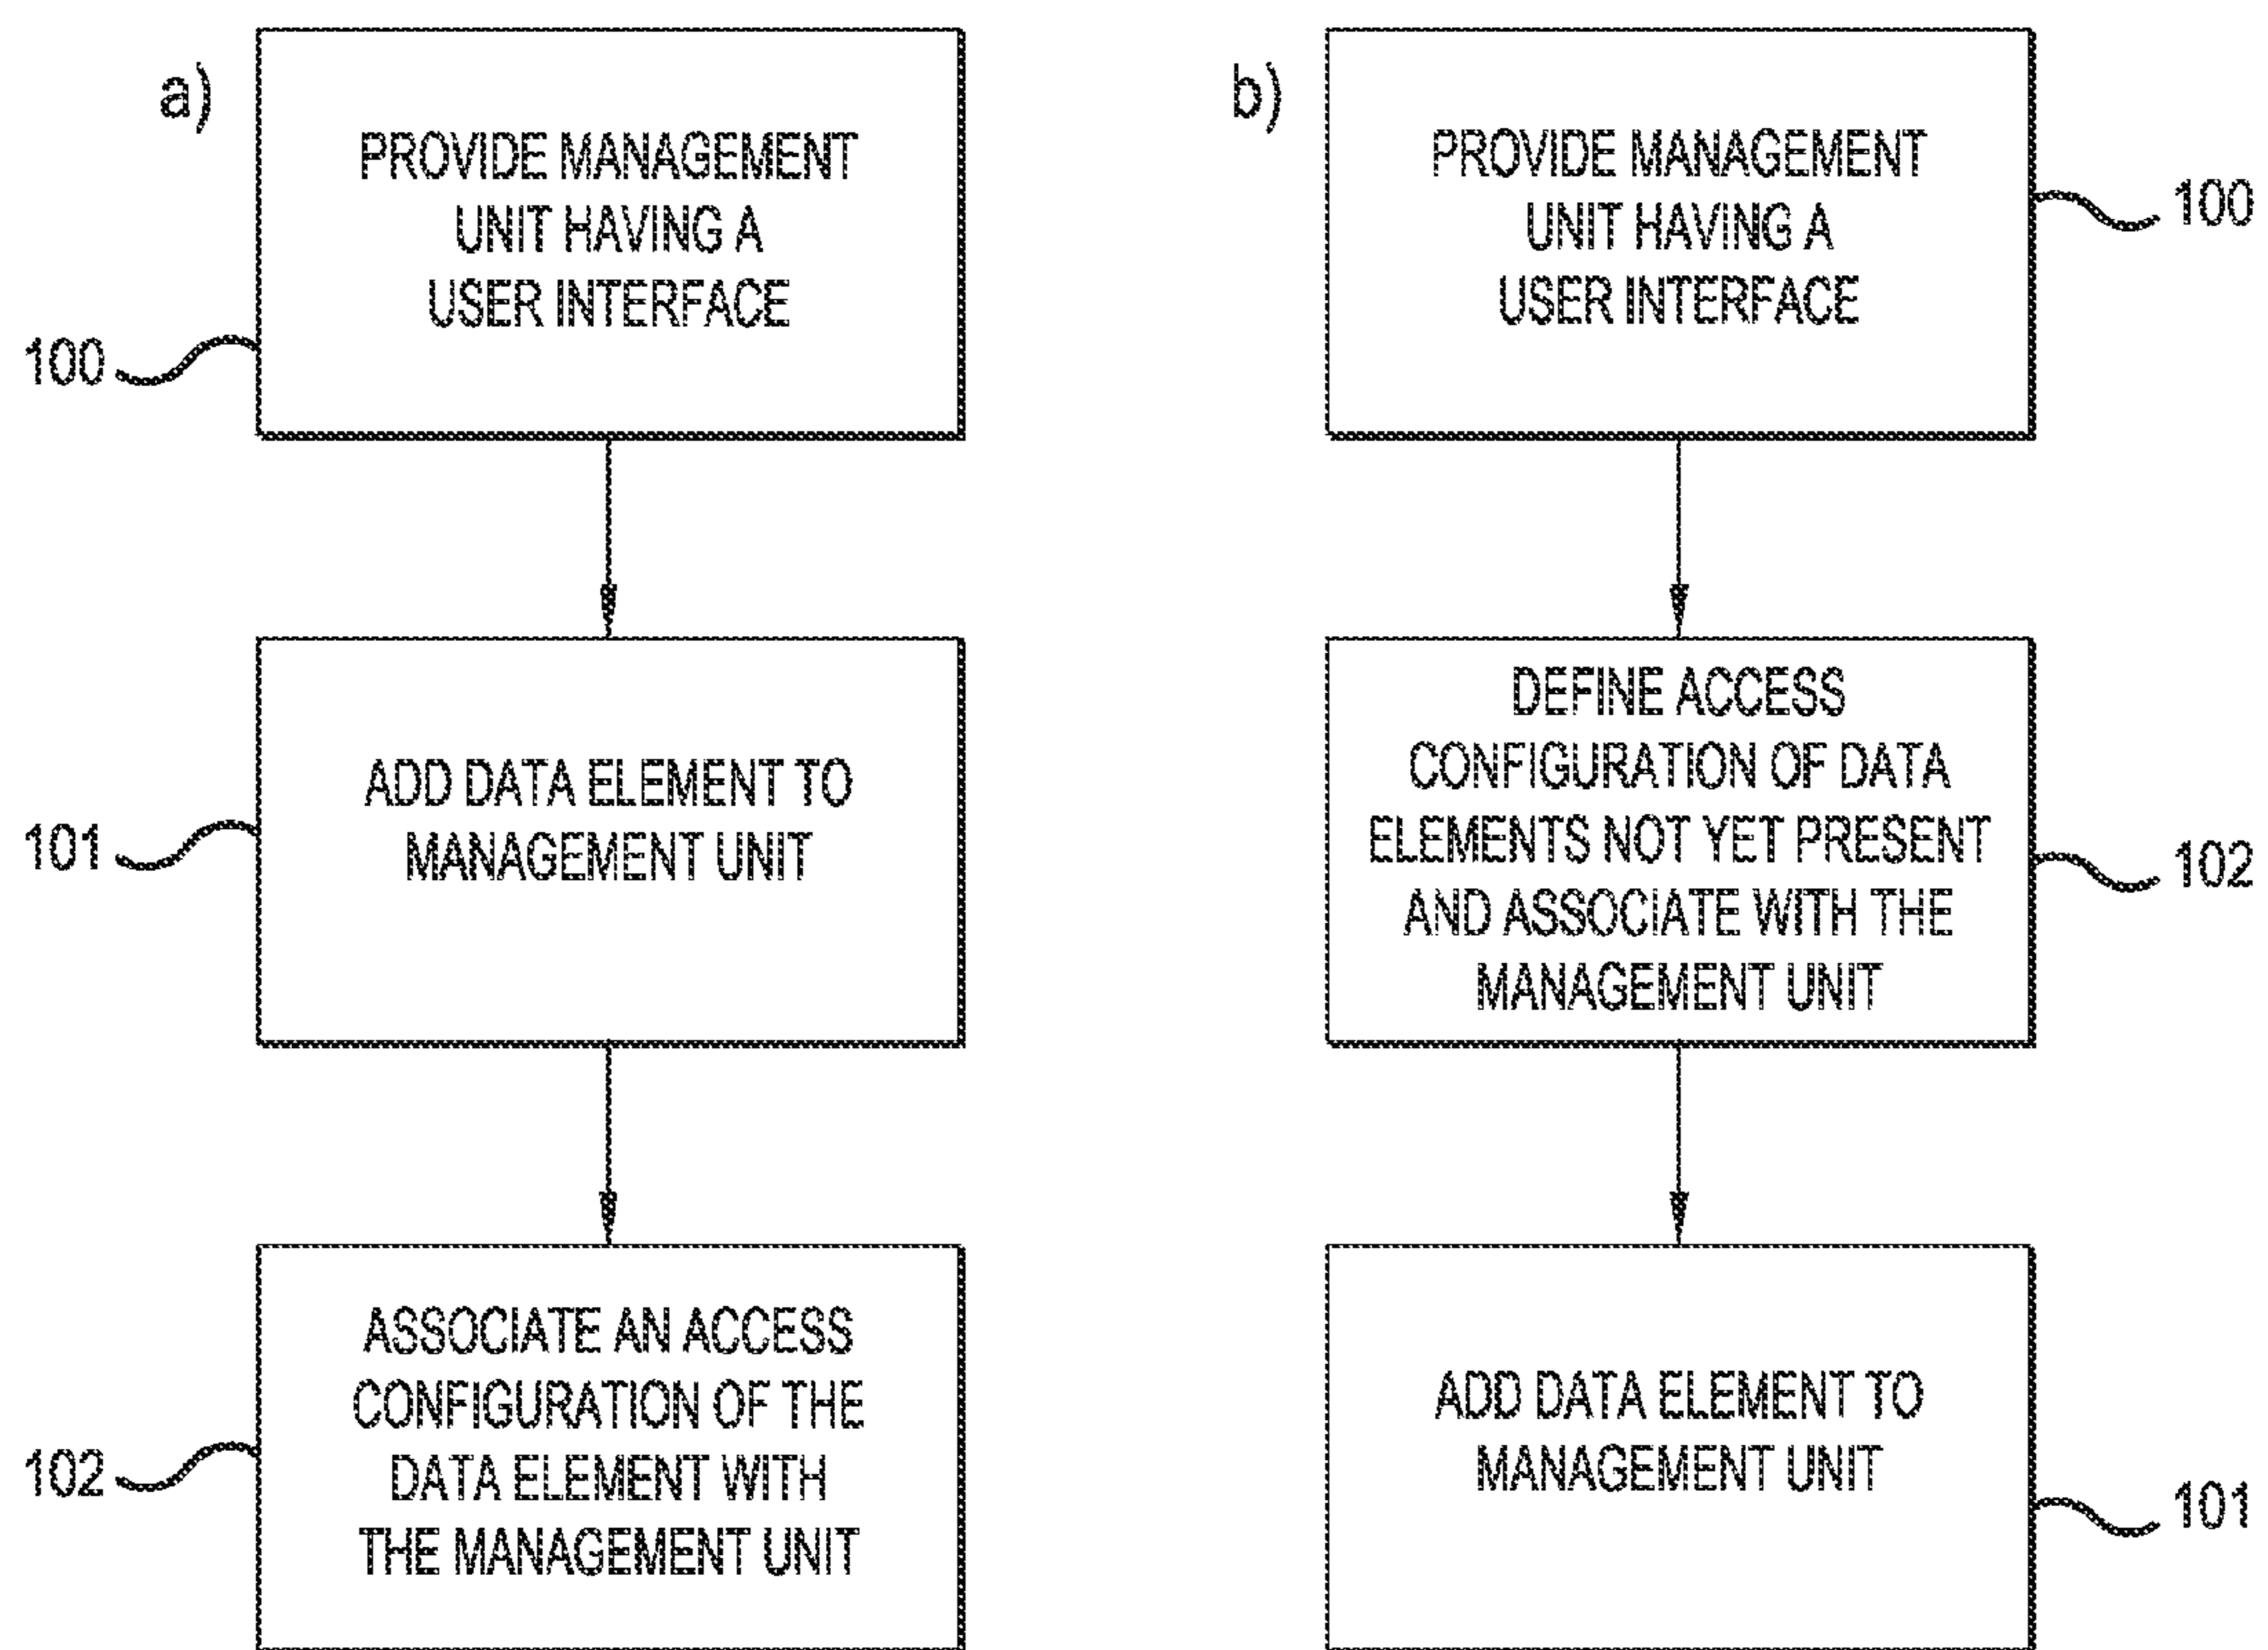 a)
PROVIDE MANAGEMENT
UNIT HAVING A
USER INTERFACE
100
ADD DATA ELEMENT TO
MANAGEMENT UNIT
101
ASSOCIATE AN ACCESS
CONFIGURATION OF THE
DATA ELEMENT WITH
THE MANAGEMENT UNIT
102
b)
PROVIDE MANAGEMENT
UNIT HAVING A
USER INTERFACE
100
DEFINE ACCESS
CONFIGURATION OF DATA
ELEMENTS NOT YET PRESENT
AND ASSOCIATE WITH THE
MANAGEMENT UNIT
102
ADD DATA ELEMENT TO
MANAGEMENT UNIT
101